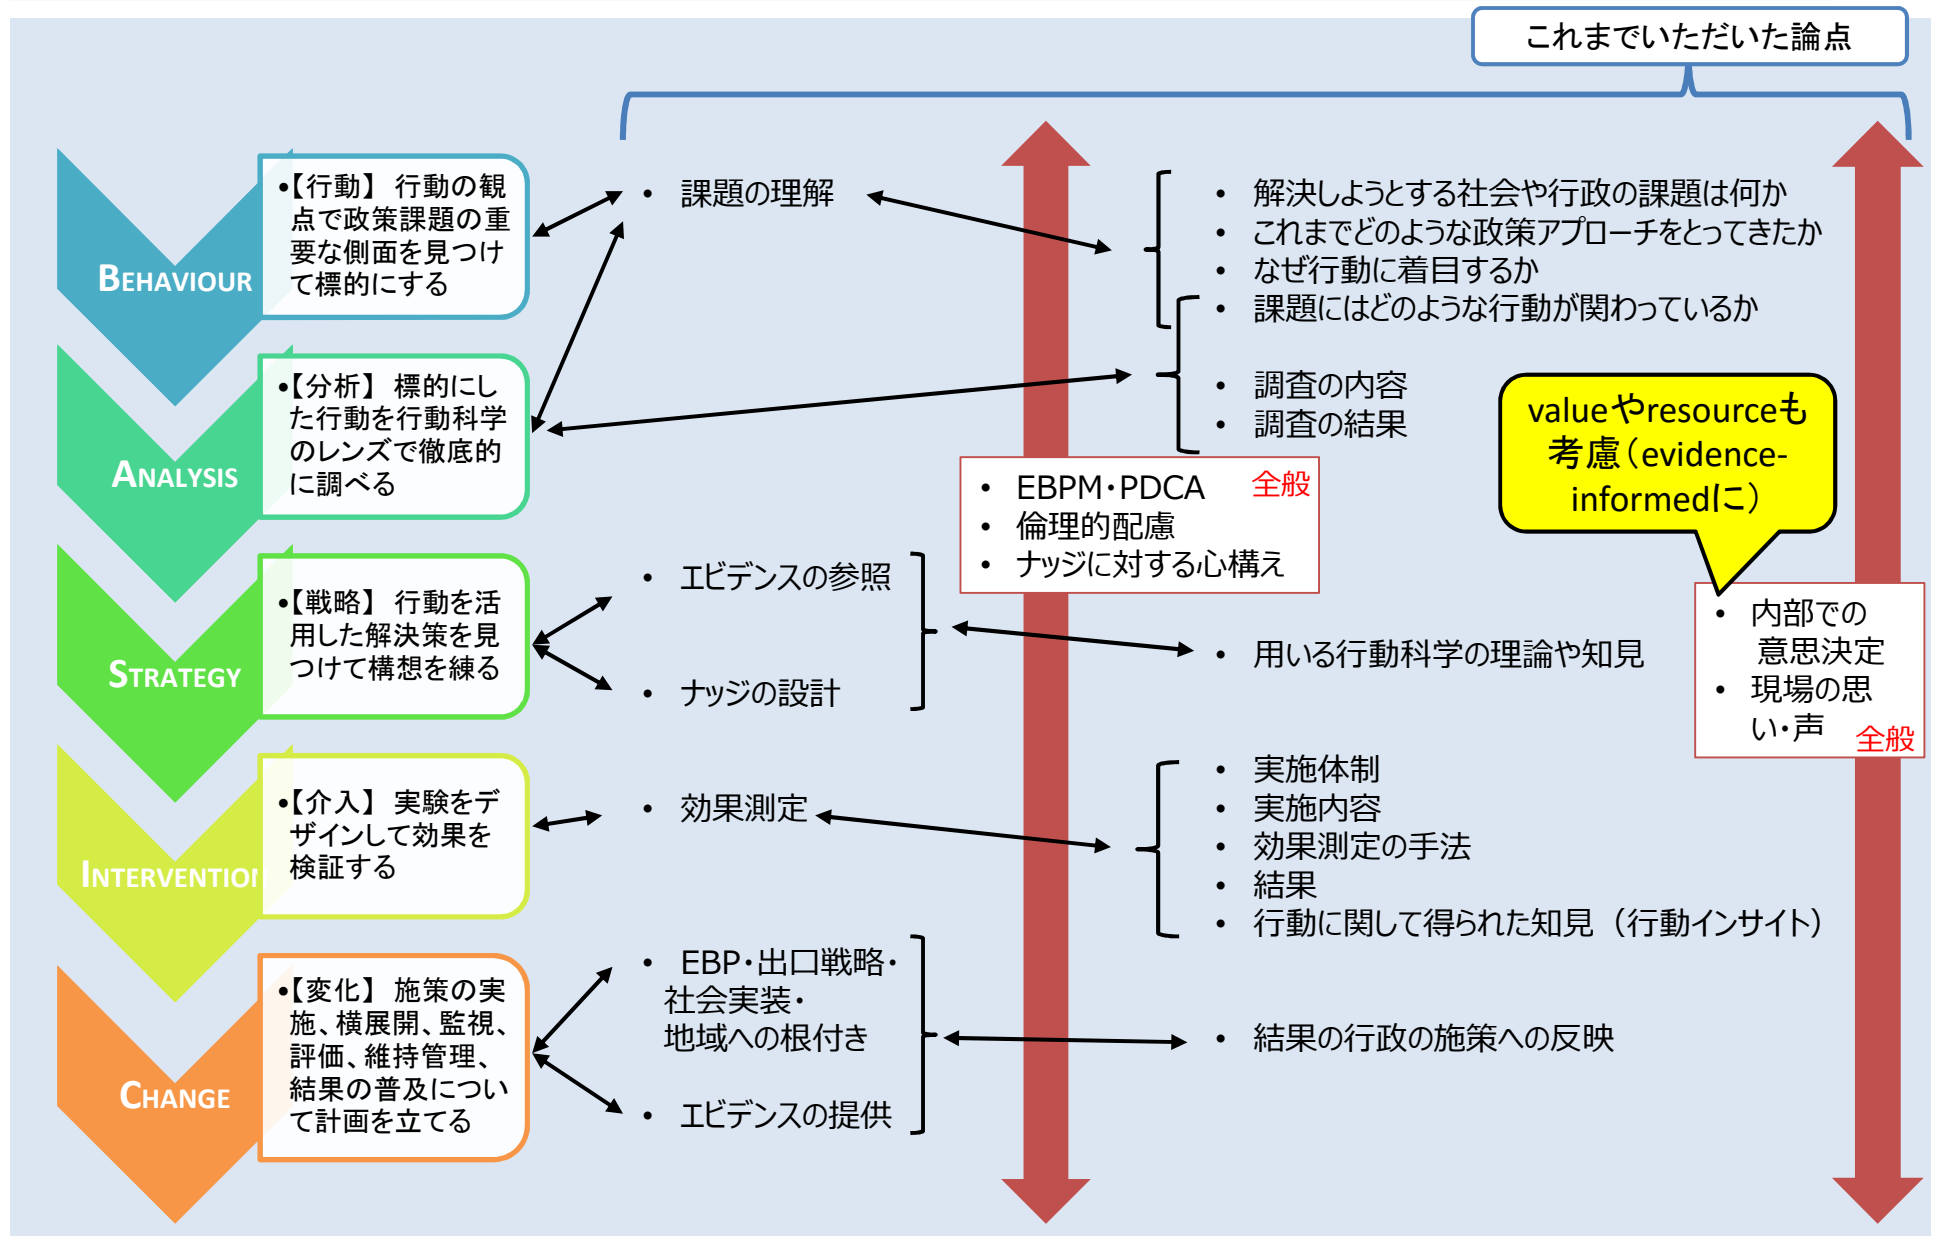 これまでいただいた論点
BEHAVIOUR
•【行動】 行動の観
点で政策課題の重
要な側面を見つけ
て標的にする
• 課題の理解
• 解決しようとする社会や行政の課題は何か
• これまでどのような政策アプローチをとってきたか
• なぜ行動に着目するか
• 課題にはどのような行動が関わっているか
ANALYSIS
•【分析】 標的にし
た行動を行動科学
のレンズで徹底的
に調べる
• 調査の内容
• 調査の結果
valueやresourceも
考慮（evidence-
informedに）
• EBPM・PDCA
全般
• 倫理的配慮
• ナッジに対する心構え
STRATEGY
•【戦略】 行動を活
用した解決策を見
つけて構想を練る
• エビデンスの参照
• ナッジの設計
• 用いる行動科学の理論や知見
• 内部での
意思決定
• 現場の思
い・声
全般
INTERVENTION
•【介入】 実験をデ
ザインして効果を
検証する
• 効果測定
• 実施体制
• 実施内容
• 効果測定の手法
• 結果
• 行動に関して得られた知見（行動インサイト）
CHANGE
•【変化】 施策の実
施、横展開、監視、
評価、維持管理、
結果の普及につい
て計画を立てる
• EBP・出口戦略・
社会実装・
地域への根付き
• エビデンスの提供
• 結果の行政の施策への反映